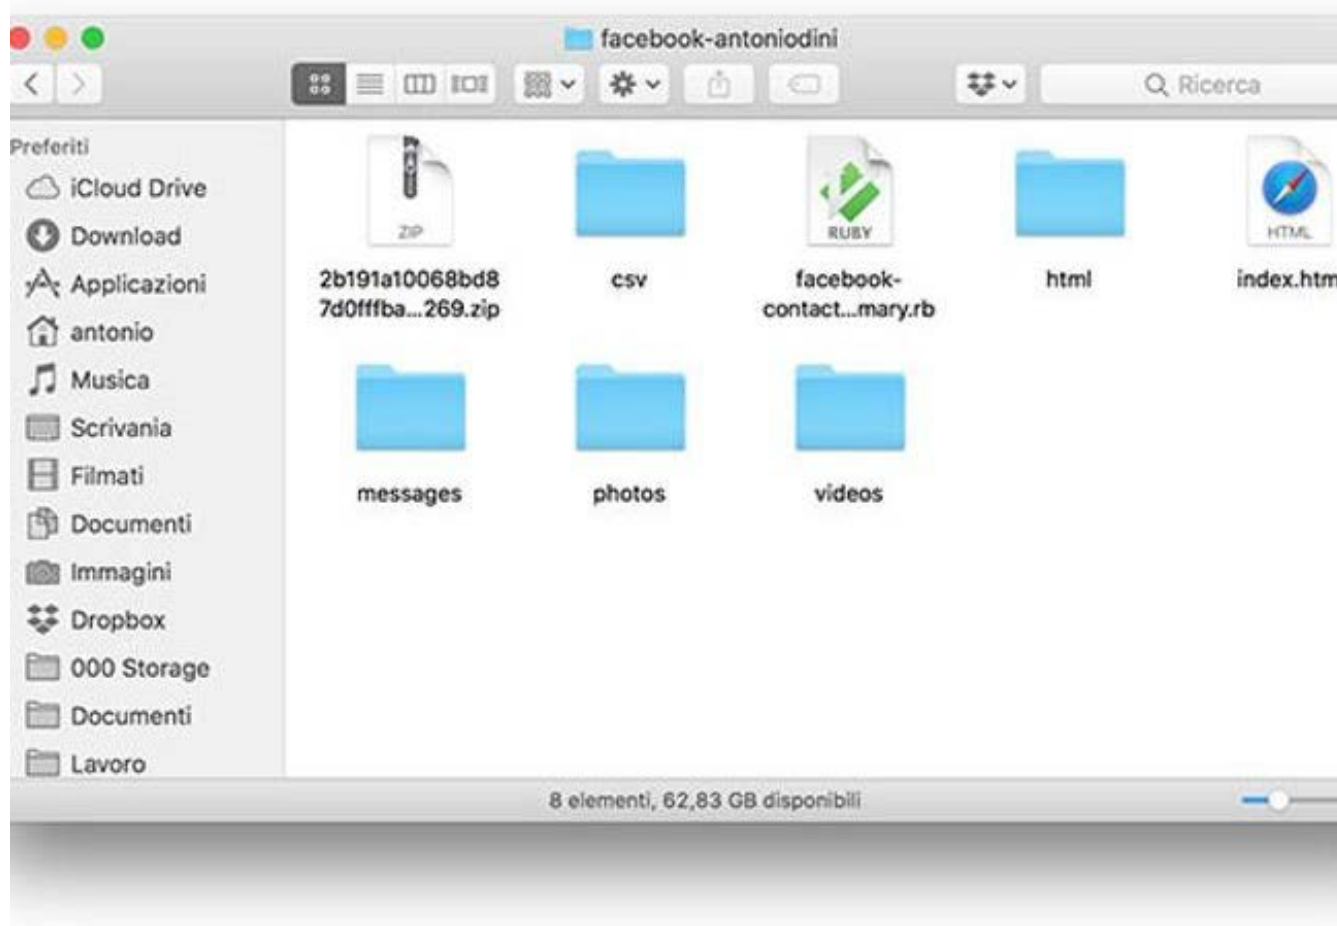 facebook-antoniodini
Ricerca
Preferiti
iCloud Drive
Download
Applicazioni
antonio
Musica
Scrivania
Filmati
Documenti
Immagini
Dropbox
000 Storage
Documenti
Lavoro
ZIP
2b191a10068bd8
7d0fffba...269.zip
csv
RUBY
facebook-
contact...mary.rb
html
HTML
index.htm
messages
photos
videos
8 elementi, 62,83 GB disponibili